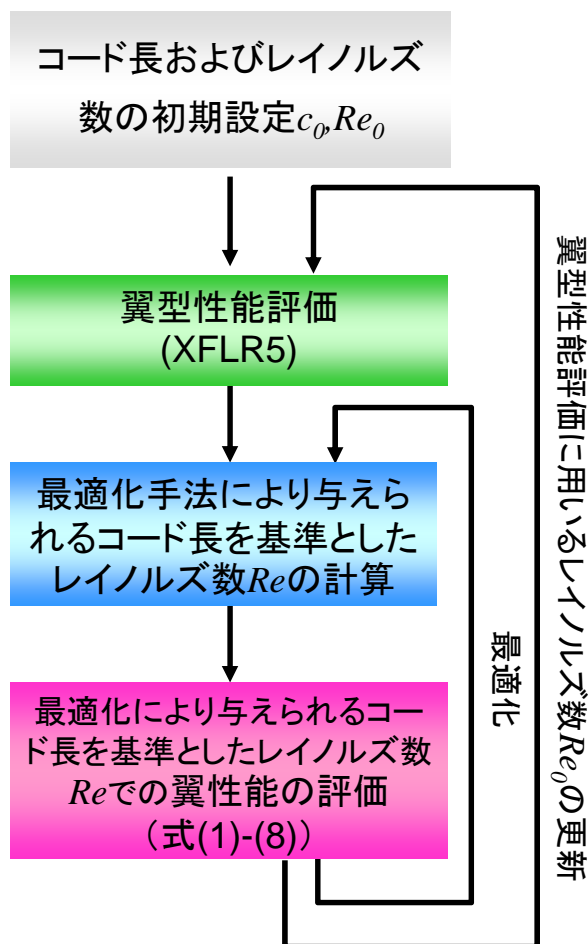 コード長およびレイノルズ
数の初期設定c₀,Re₀
翼型性能評価
(XFLR5)
最適化手法により与えら
れるコード長を基準とした
レイノルズ数Reの計算
最適化により与えられるコー
ド長を基準としたレイノルズ数
Reでの翼性能の評価
（式(1)-(8)）
最適化
翼型性能評価に用いるレイノルズ数Re₀の更新